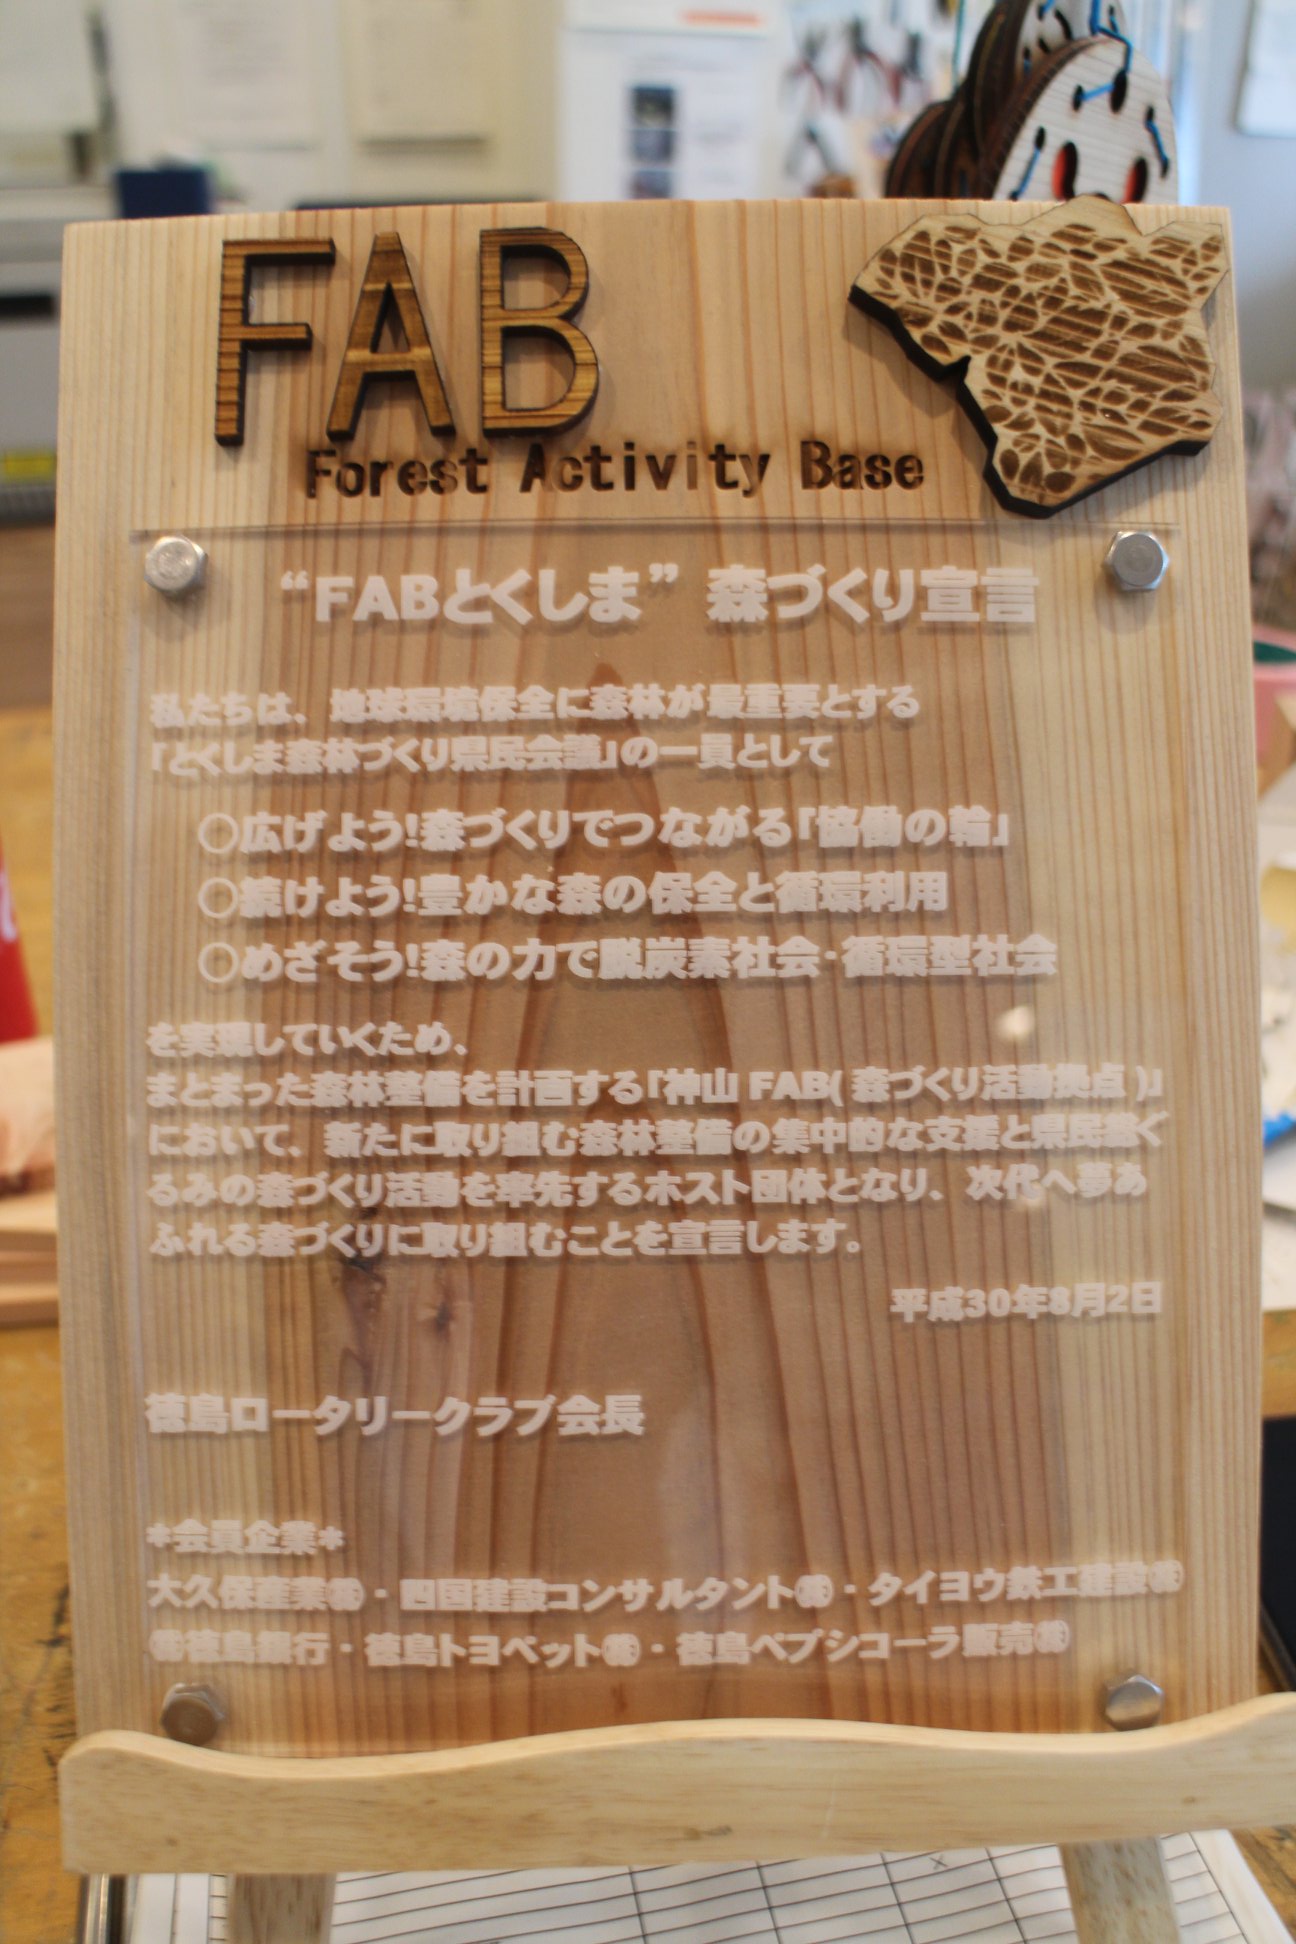 FAB
Forest Activity Base
“FABとくしま” 森づくり宣言
私たちは、地球環境保全に森林が最重要とする
「とくしま森林づくり県民会議」の一員として
○広げよう!森づくりでつながる「協働の輪」
○続けよう!豊かな森の保全と循環利用
○めざそう!森の力で脱炭素社会・循環型社会
を実現していくため、
まとまった森林整備を計画する「神山 FAB( 森づくり活動拠点 )」
において、新たに取り組む森林整備の集中的な支援と県民総ぐ
るみの森づくり活動を率先するホスト団体となり、次代へ夢あ
ふれる森づくりに取り組むことを宣言します。
平成30年8月2日
徳島ロータリークラブ会長
*会員企業*
大久保産業㈱・四国建設コンサルタント㈱・タイヨウ鉄工建設㈱
㈱徳島銀行・徳島トヨペット㈱・徳島ペプシコーラ販売㈱